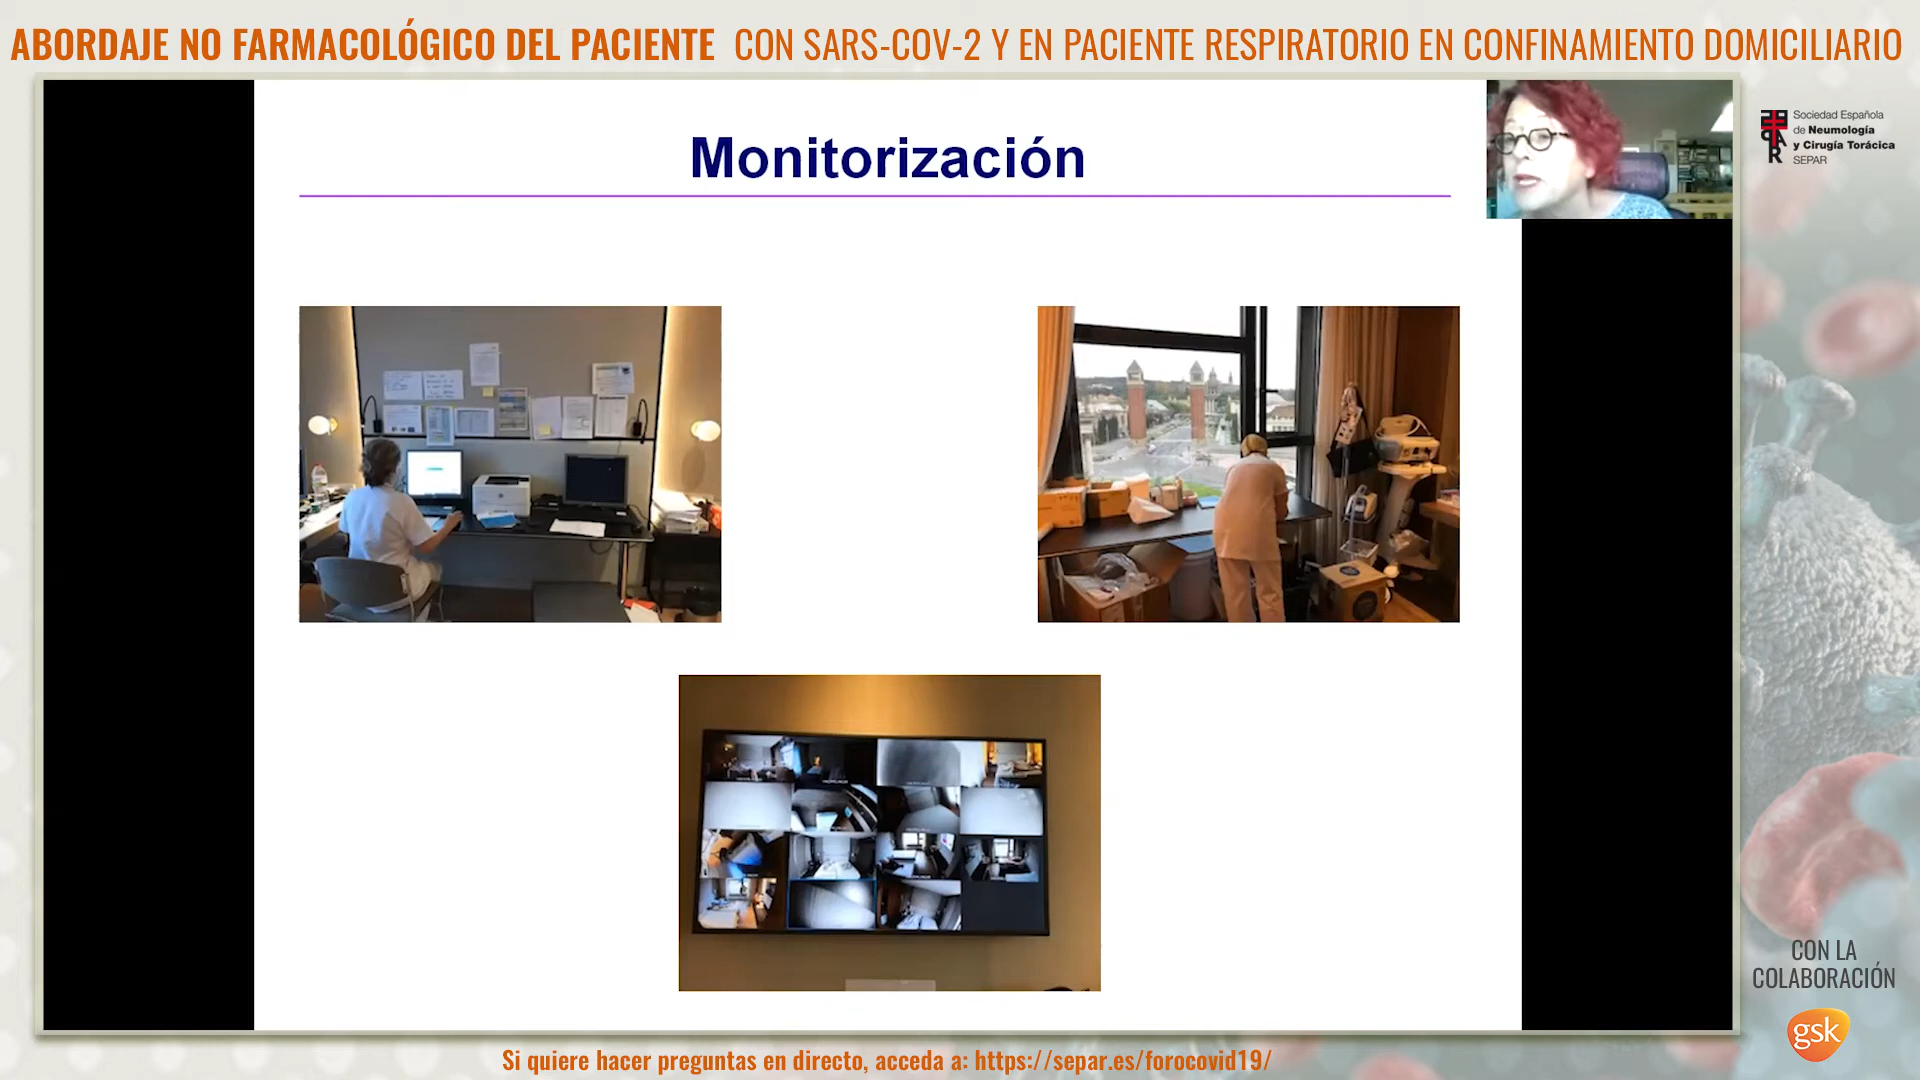 ABORDAJE NO FARMACOLÓGICO DEL PACIENTE CON SARS-COV-2 Y EN PACIENTE RESPIRATORIO EN CONFINAMIENTO DOMICILIARIO
Monitorización
Sociedad Española
de Neumología
y Cirugía Torácica
SEPAR
CON LA
COLABORACIÓN
gsk
Si quiere hacer preguntas en directo, acceda a: https://separ.es/forocovid19/